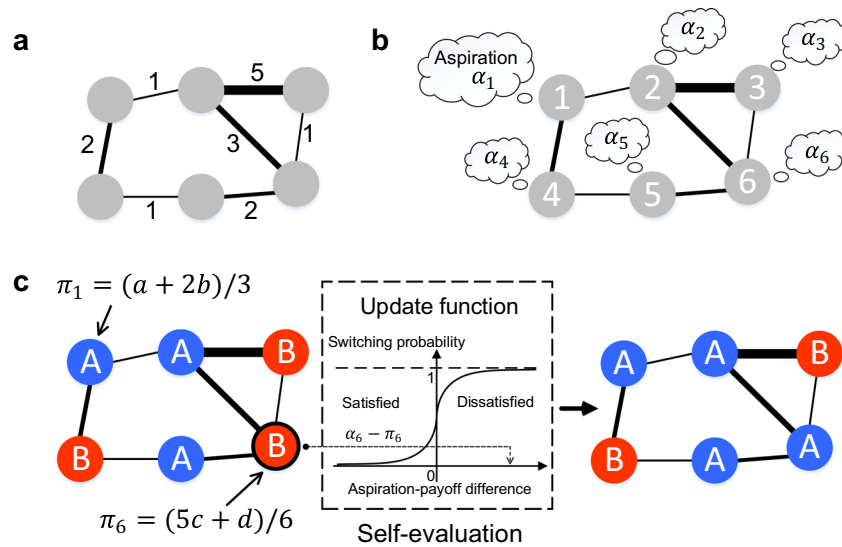 a
1
5
2
3
1
1
2
b
Aspiration
α₁
α₂
α₃
α₄
α₅
α₆
1
2
3
4
5
6
c
π₁ = (a + 2b)/3
A
A
B
B
A
B
π₆ = (5c + d)/6
Update function
Switching probability
1
Satisfied
Dissatisfied
α₆ − π₆
0
Aspiration-payoff difference
Self-evaluation
A
A
B
B
A
A